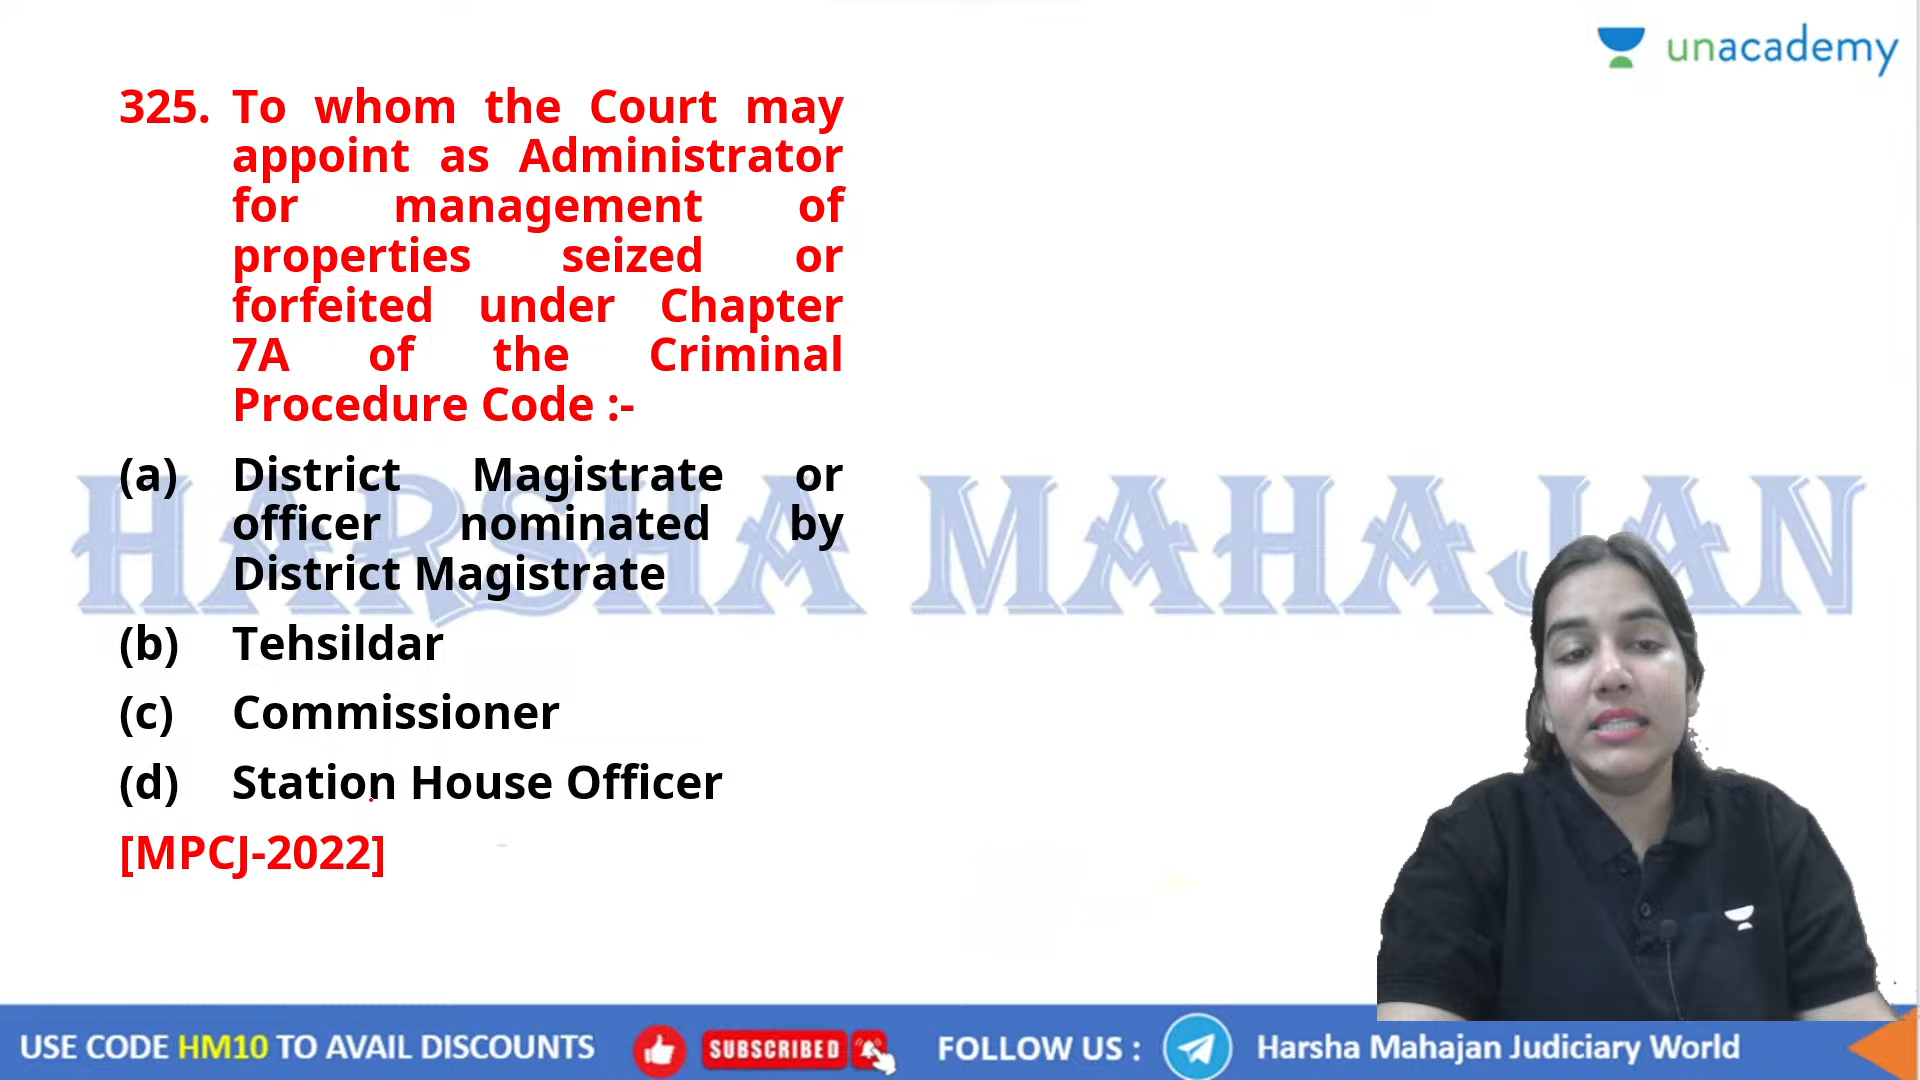 unacademy
325. To whom the Court may
appoint as Administrator
for management of
properties seized or
forfeited under Chapter
7A of the Criminal
Procedure Code :-
(a) District Magistrate or
officer nominated by
District Magistrate
(b) Tehsildar
(c) Commissioner
(d) Station House Officer
[MPCJ-2022]
HARSHA MAHAJAN
USE CODE HM10 TO AVAIL DISCOUNTS
SUBSCRIBED
FOLLOW US :
Harsha Mahajan Judiciary World